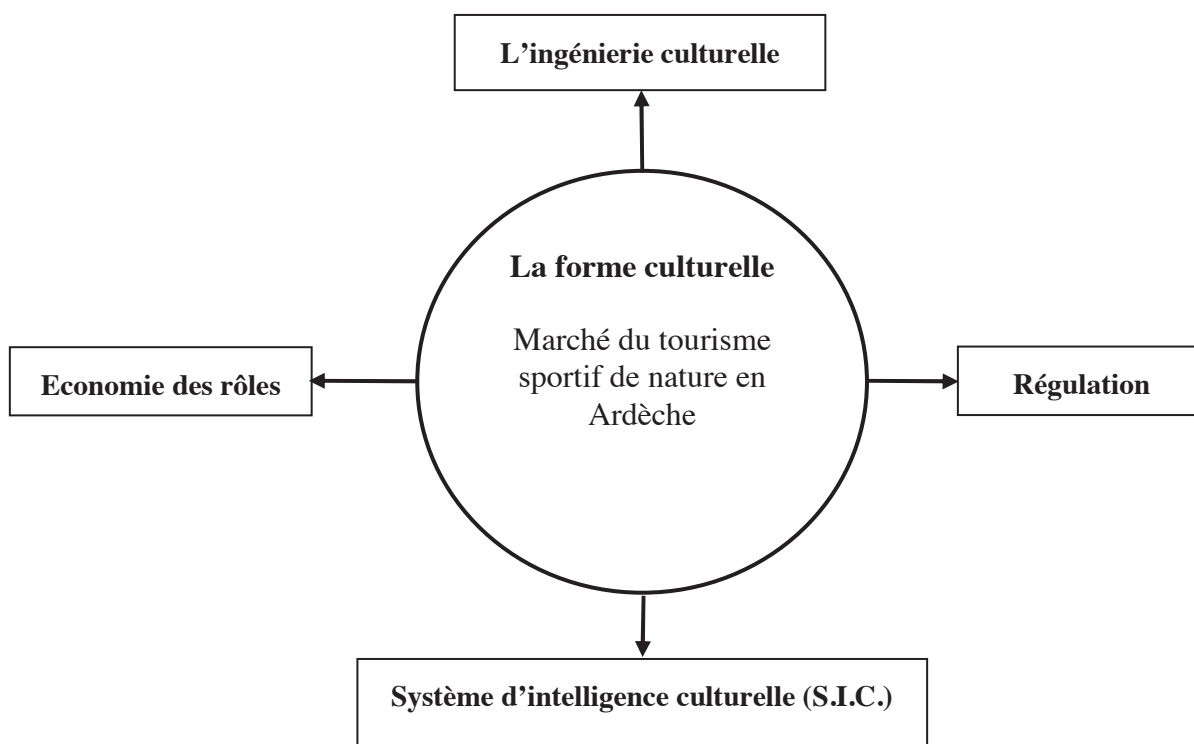 L’ingénierie culturelle
La forme culturelle
Marché du tourisme
sportif de nature en
Ardèche
Economie des rôles
Régulation
Système d’intelligence culturelle (S.I.C.)